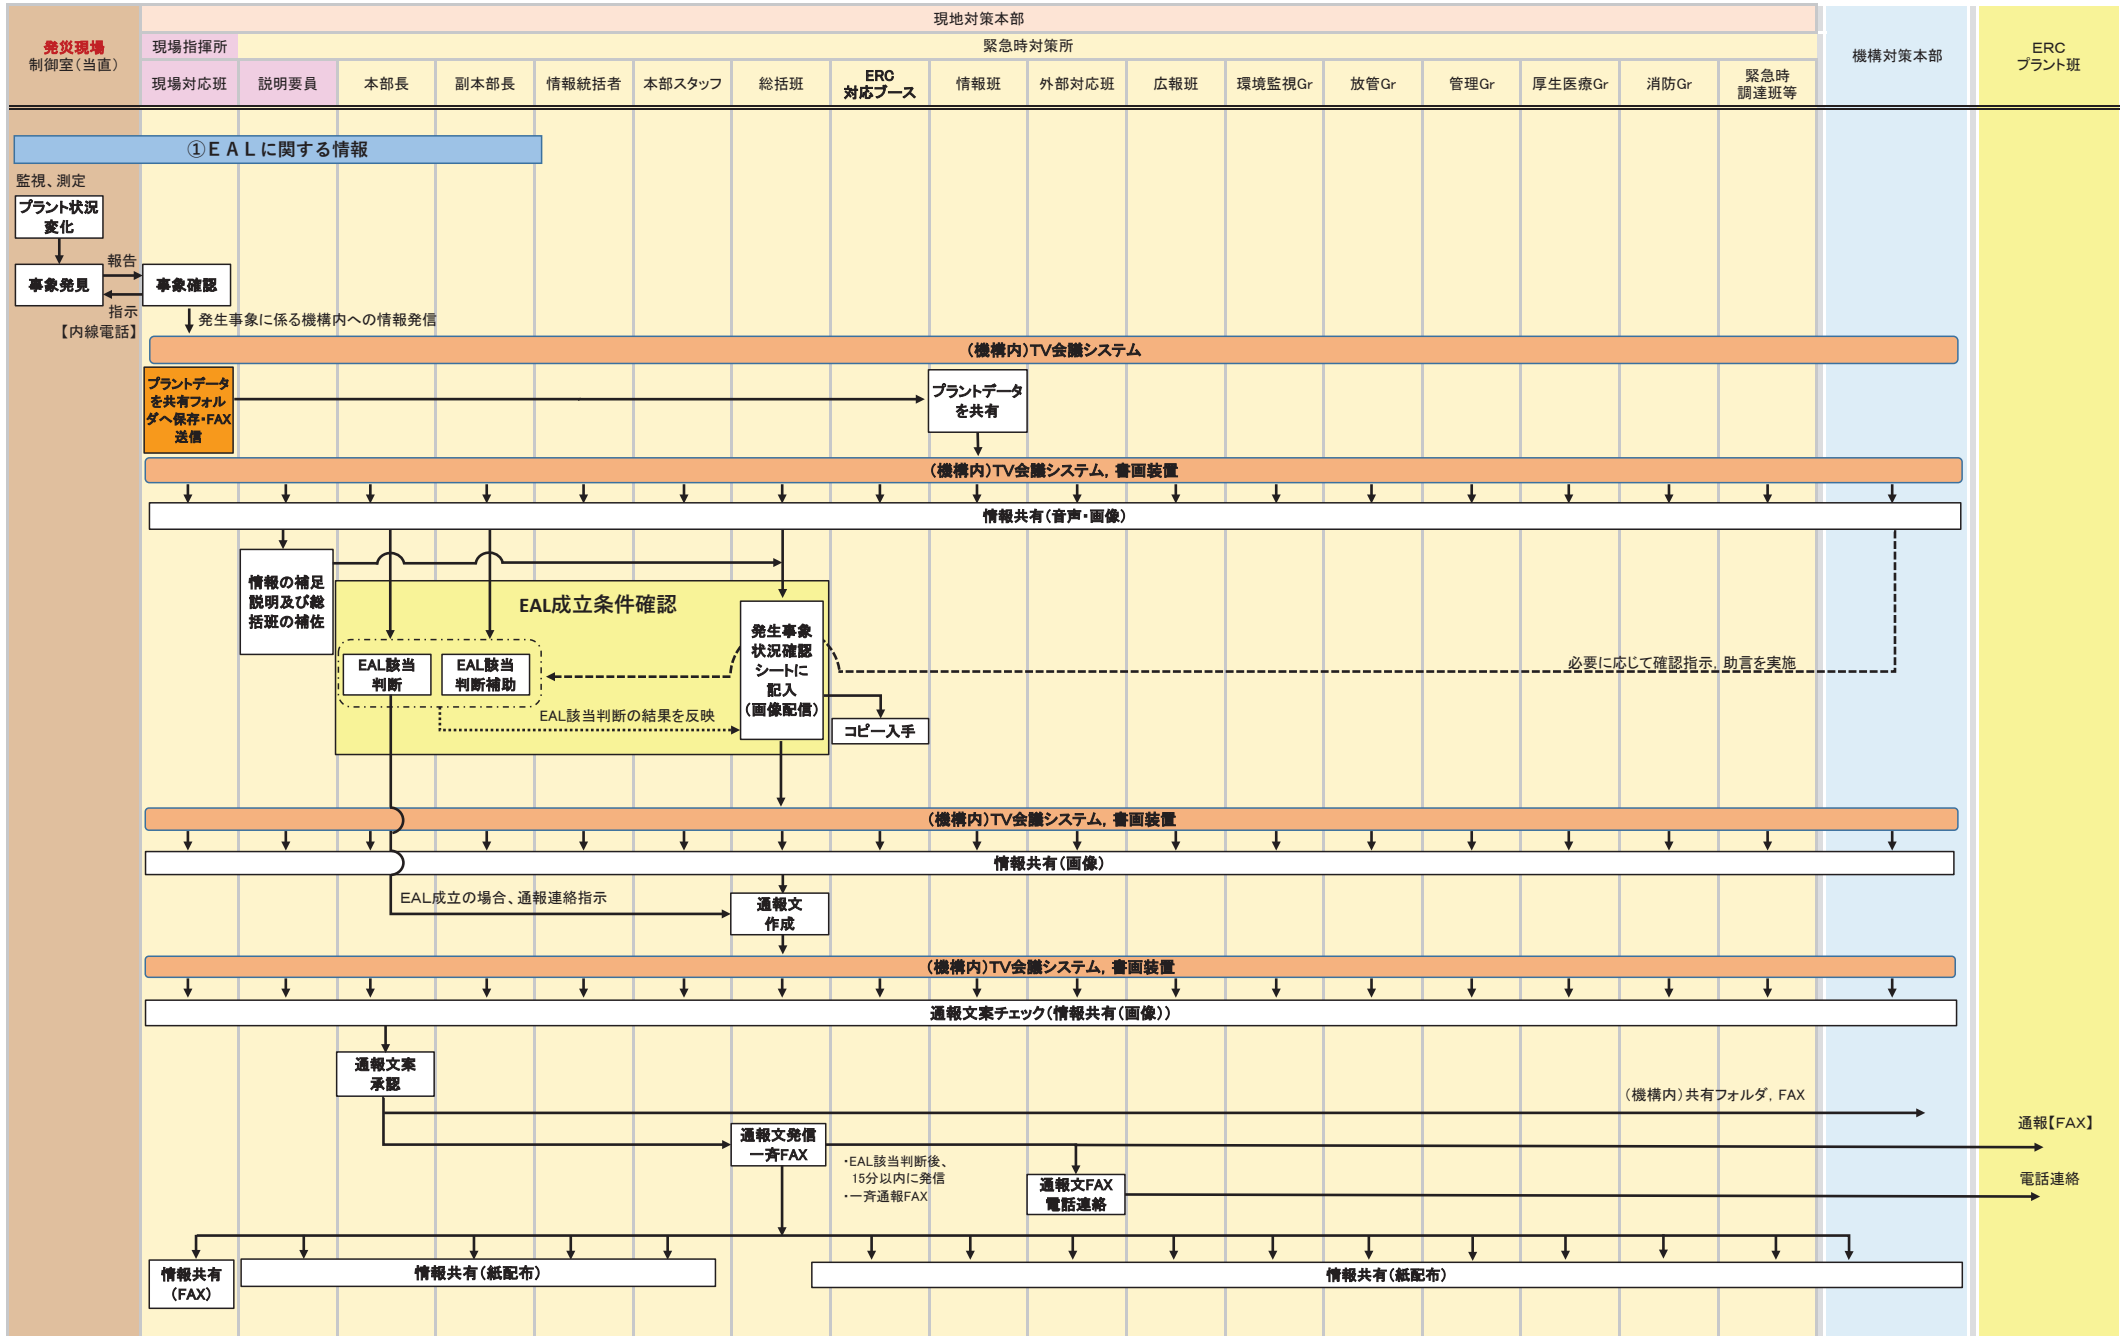 現地対策本部
発災現場
制御室（当直）
現場指揮所
緊急時対策所
機構対策本部
ERC
プラント班
現場対応班
説明要員
本部長
副本部長
情報統括者
本部スタッフ
総括班
ERC
対応ブース
情報班
外部対応班
広報班
環境監視Gr
放管Gr
管理Gr
厚生医療Gr
消防Gr
緊急時
調達班等
①ＥＡＬに関する情報
監視、測定
プラント状況
変化
事象発見
報告
事象確認
指示
【内線電話】
発生事象に係る機構内への情報発信
（機構内）TV会議システム
プラントデータ
を共有フォル
ダへ保存・FAX
送信
プラントデータ
を共有
（機構内）TV会議システム，書画装置
情報共有（音声・画像）
情報の補足
説明及び総
括班の補佐
EAL成立条件確認
発生事象
状況確認
シートに
記入
（画像配信）
EAL該当
判断
EAL該当
判断補助
必要に応じて確認指示，助言を実施
EAL該当判断の結果を反映
コピー入手
（機構内）TV会議システム，書画装置
情報共有（画像）
EAL成立の場合、通報連絡指示
通報文
作成
（機構内）TV会議システム，書画装置
通報文案チェック（情報共有（画像））
通報文案
承認
（機構内）共有フォルダ，FAX
通報文発信
一斉FAX
通報【FAX】
・EAL該当判断後、
15分以内に発信
・一斉通報FAX
通報文FAX
電話連絡
電話連絡
情報共有
（FAX）
情報共有（紙配布）
情報共有（紙配布）